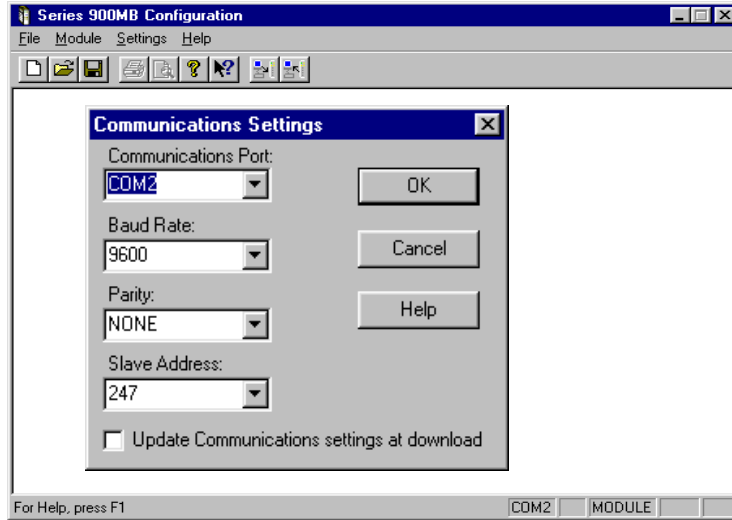 Series 900MB Configuration
File Module Settings Help
Communications Settings
Communications Port:
COM2
OK
Baud Rate:
9600
Cancel
Parity:
NONE
Help
Slave Address:
247
Update Communications settings at download
For Help, press F1
COM2
MODULE